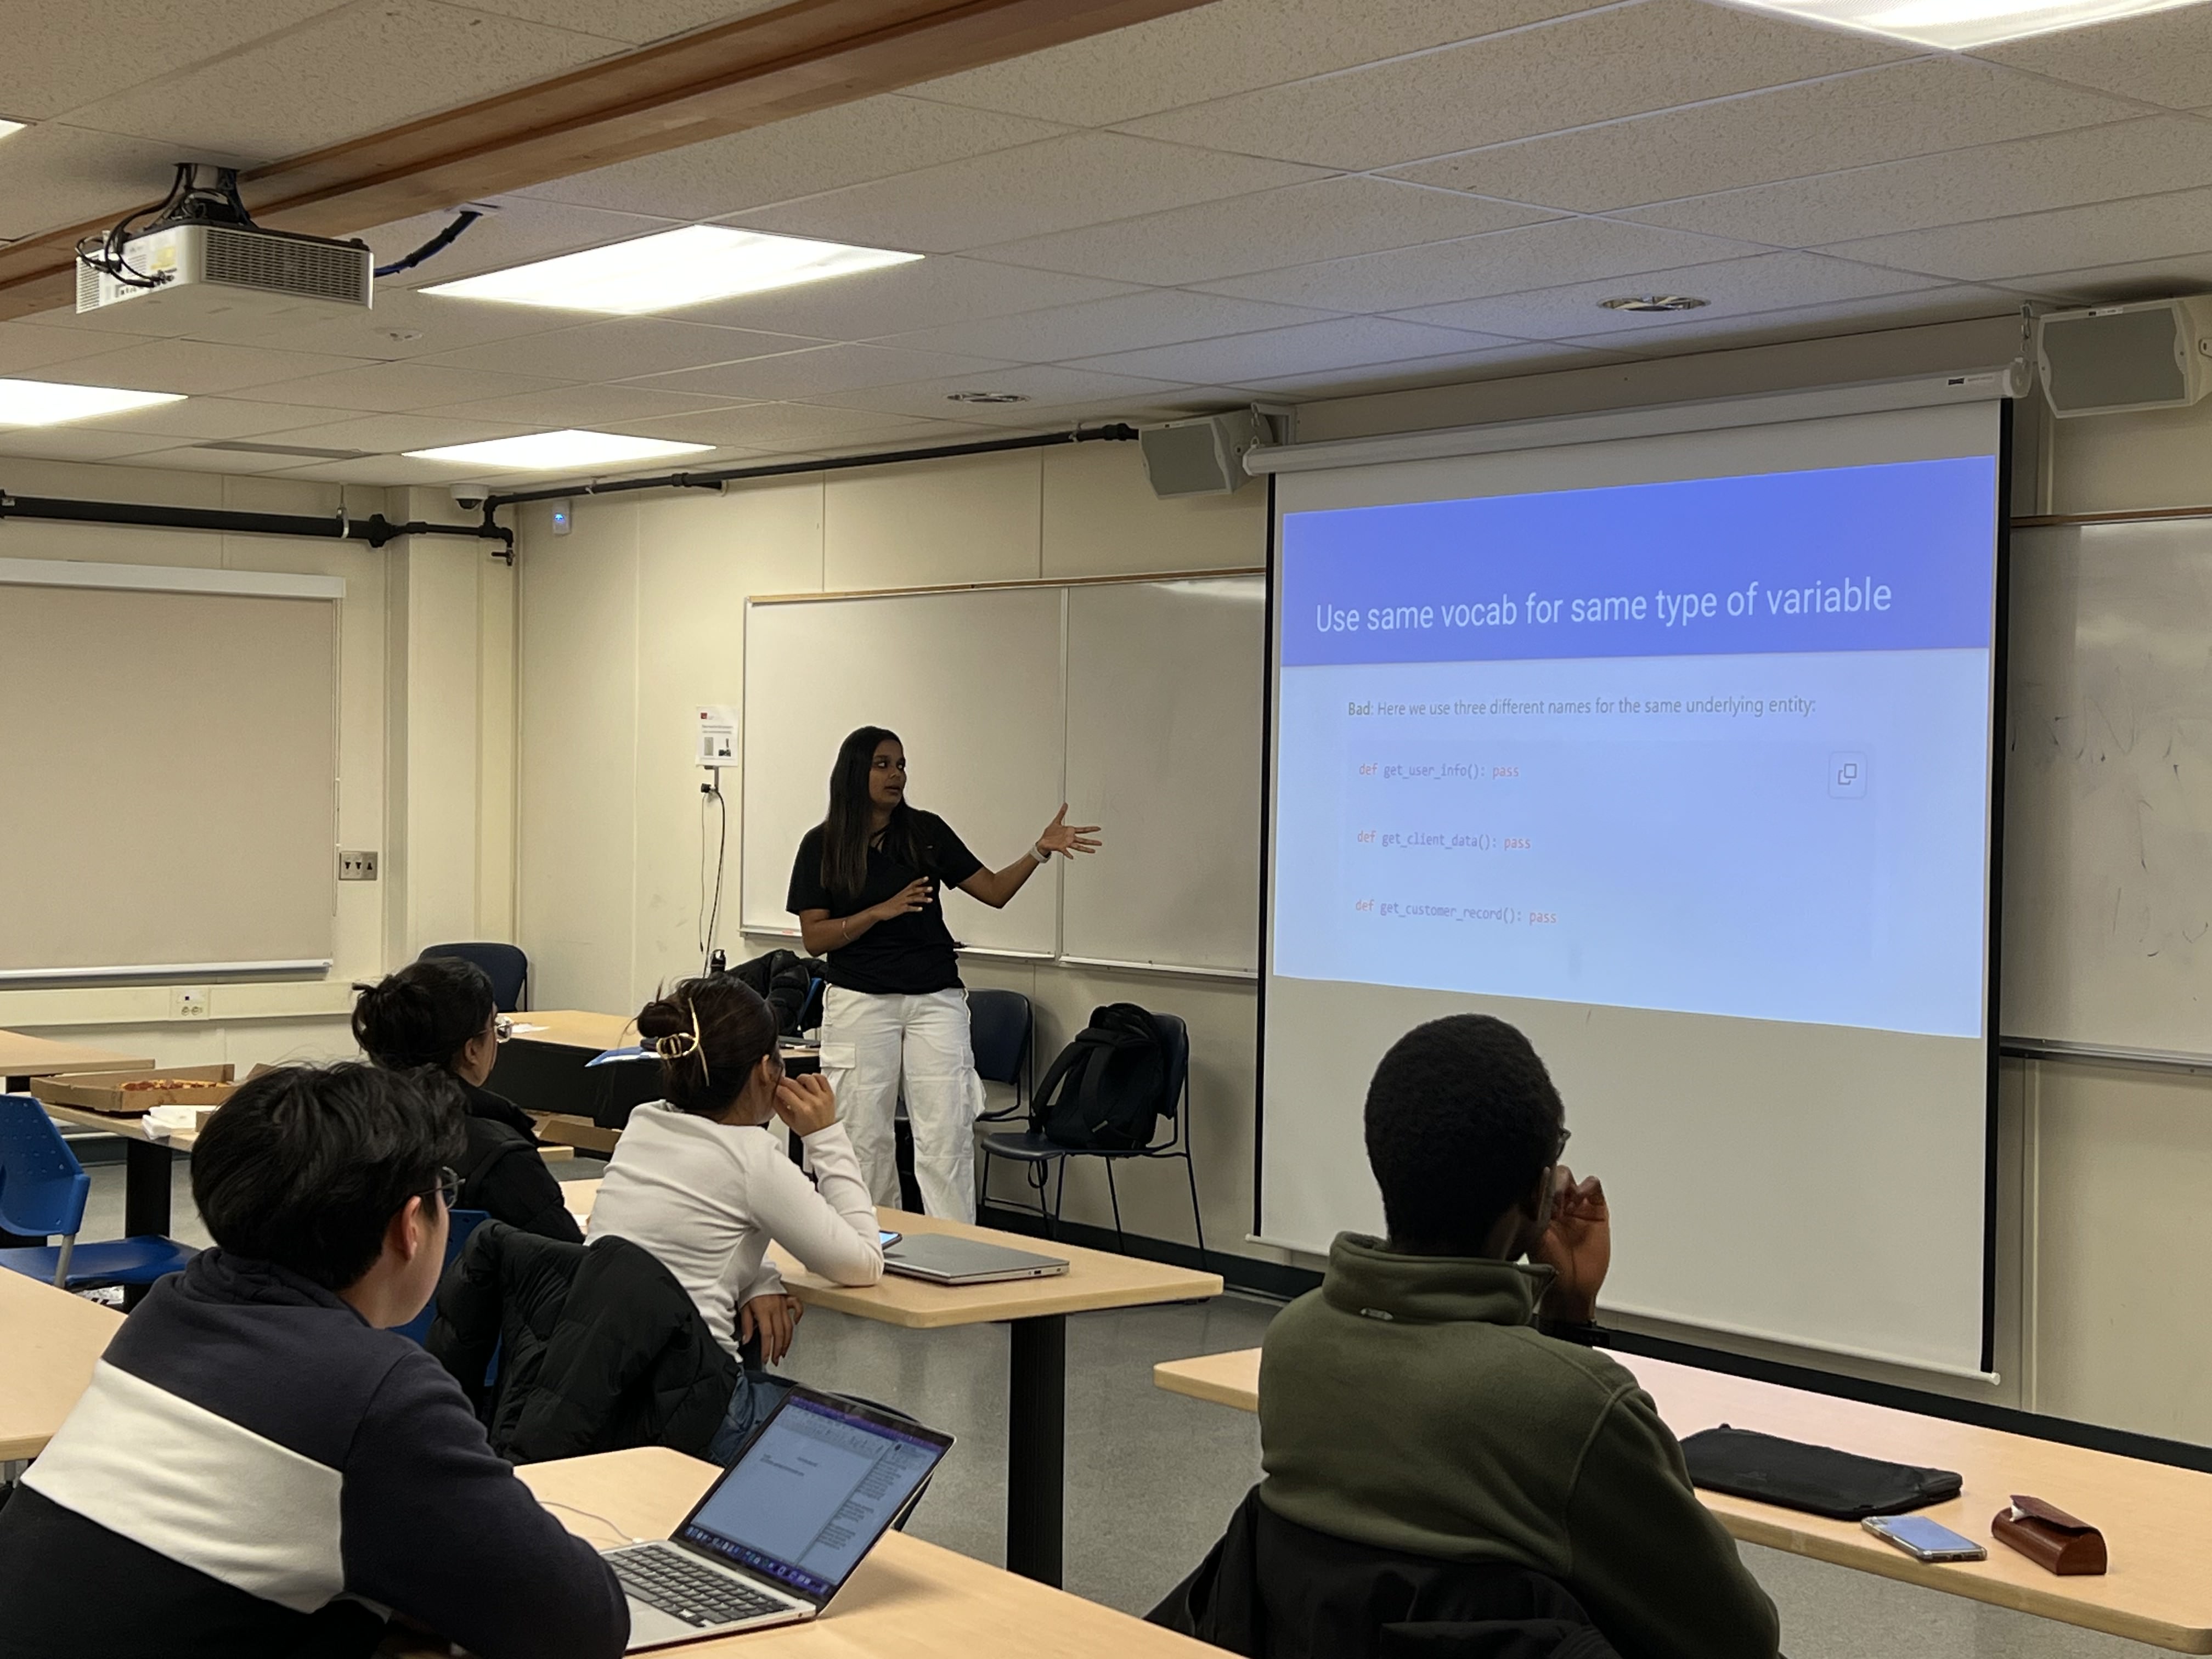 Use same vocab for same type of variable
Bad: Here we use three different names for the same underlying entity:
def get_user_info(): pass
def get_client_data(): pass
def get_customer_record(): pass